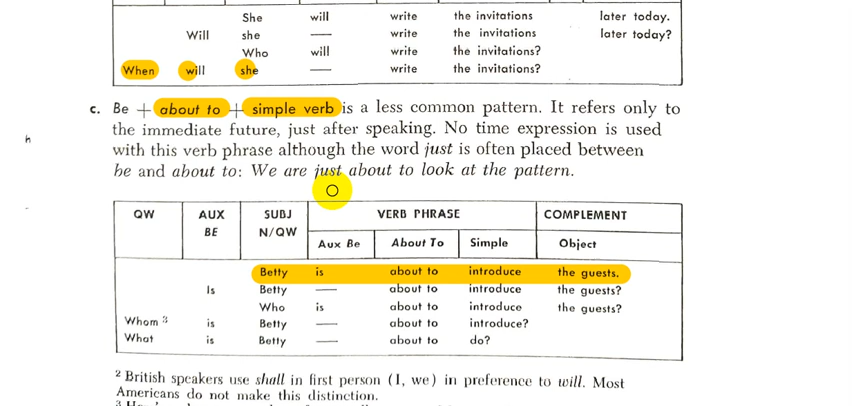 She will write the invitations later today.
Will she — write the invitations later today?
Who will write the invitations?
When will she — write the invitations?
c. Be + about to + simple verb is a less common pattern. It refers only to
the immediate future, just after speaking. No time expression is used
with this verb phrase although the word just is often placed between
be and about to: We are just about to look at the pattern.
h
QW AUX BE SUBJ N/QW VERB PHRASE COMPLEMENT
Aux Be About To Simple Object
Betty is about to introduce the guests.
Is Betty — about to introduce the guests?
Who is about to introduce the guests?
Whom 3 is Betty — about to introduce?
What is Betty — about to do?
2 British speakers use shall in first person (I, we) in preference to will. Most
Americans do not make this distinction.